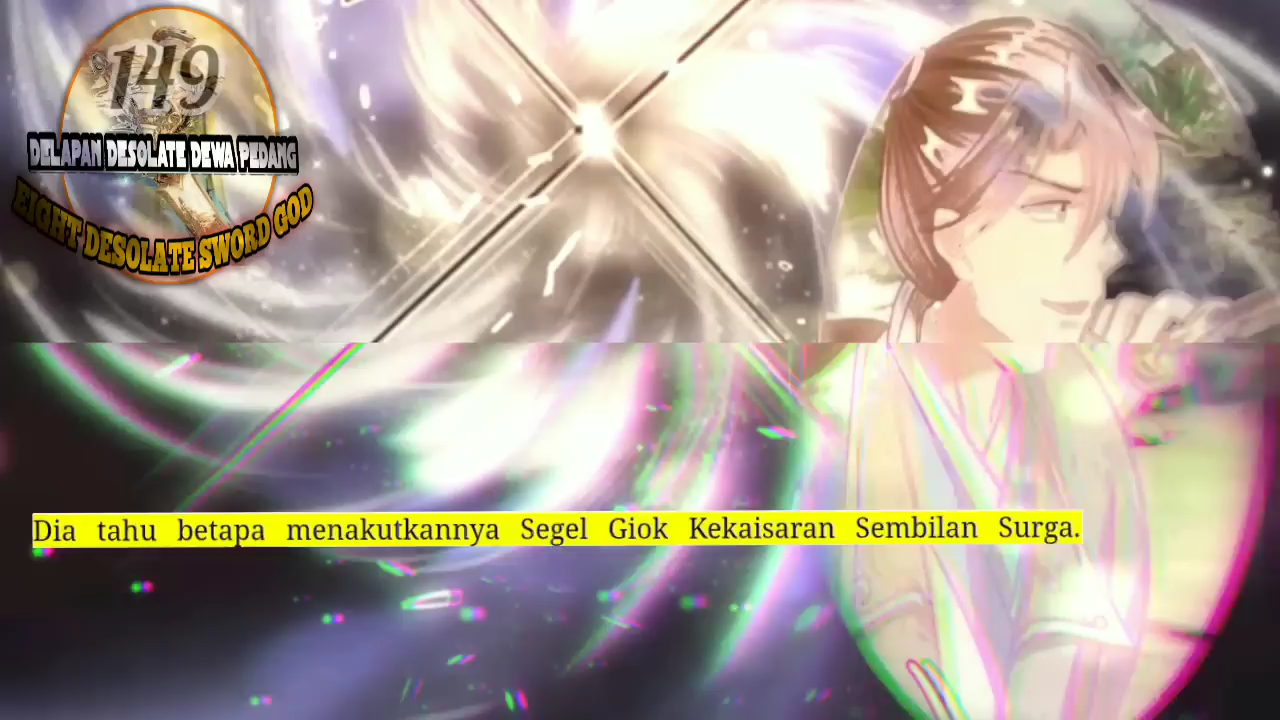 149
DELAPAN DESOLATE DEWA PEDANG
EIGHT DESOLATE SWORD GOD
Dia tahu betapa menakutkannya Segel Giok Kekaisaran Sembilan Surga.